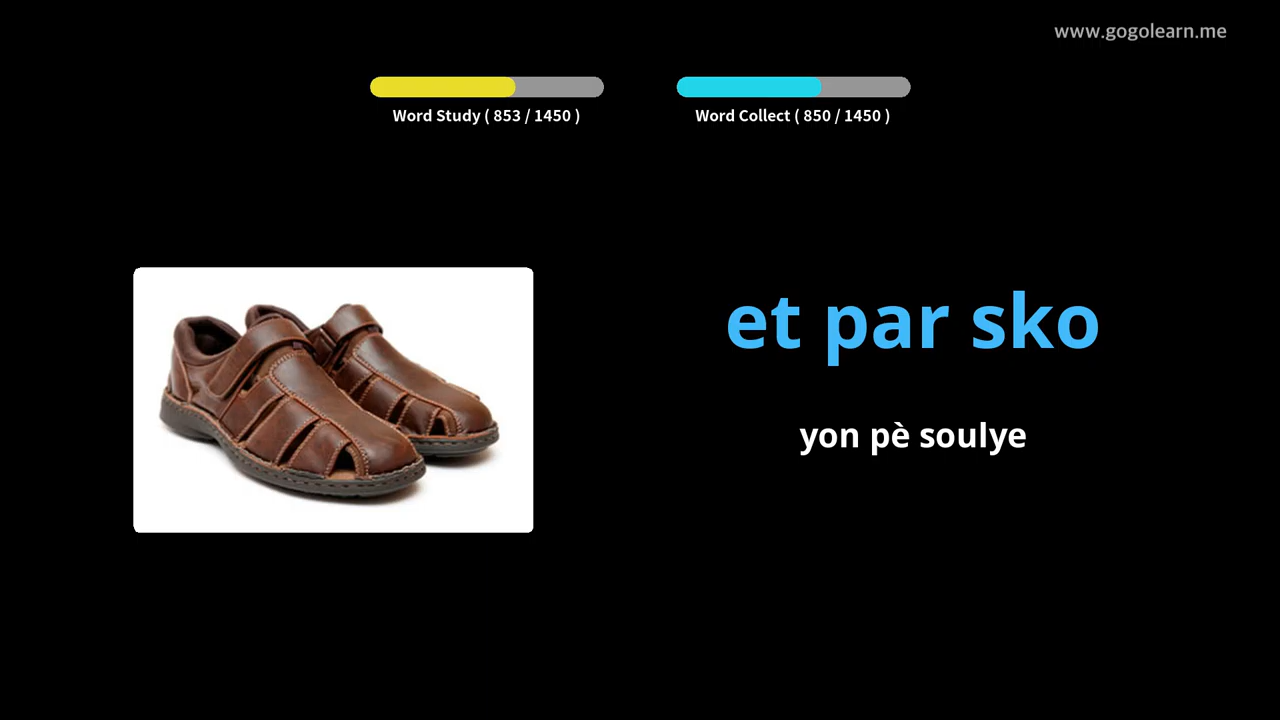 www.gogolearn.me
Word Study ( 853 / 1450 )
Word Collect ( 850 / 1450 )
et par sko
yon pè soulye